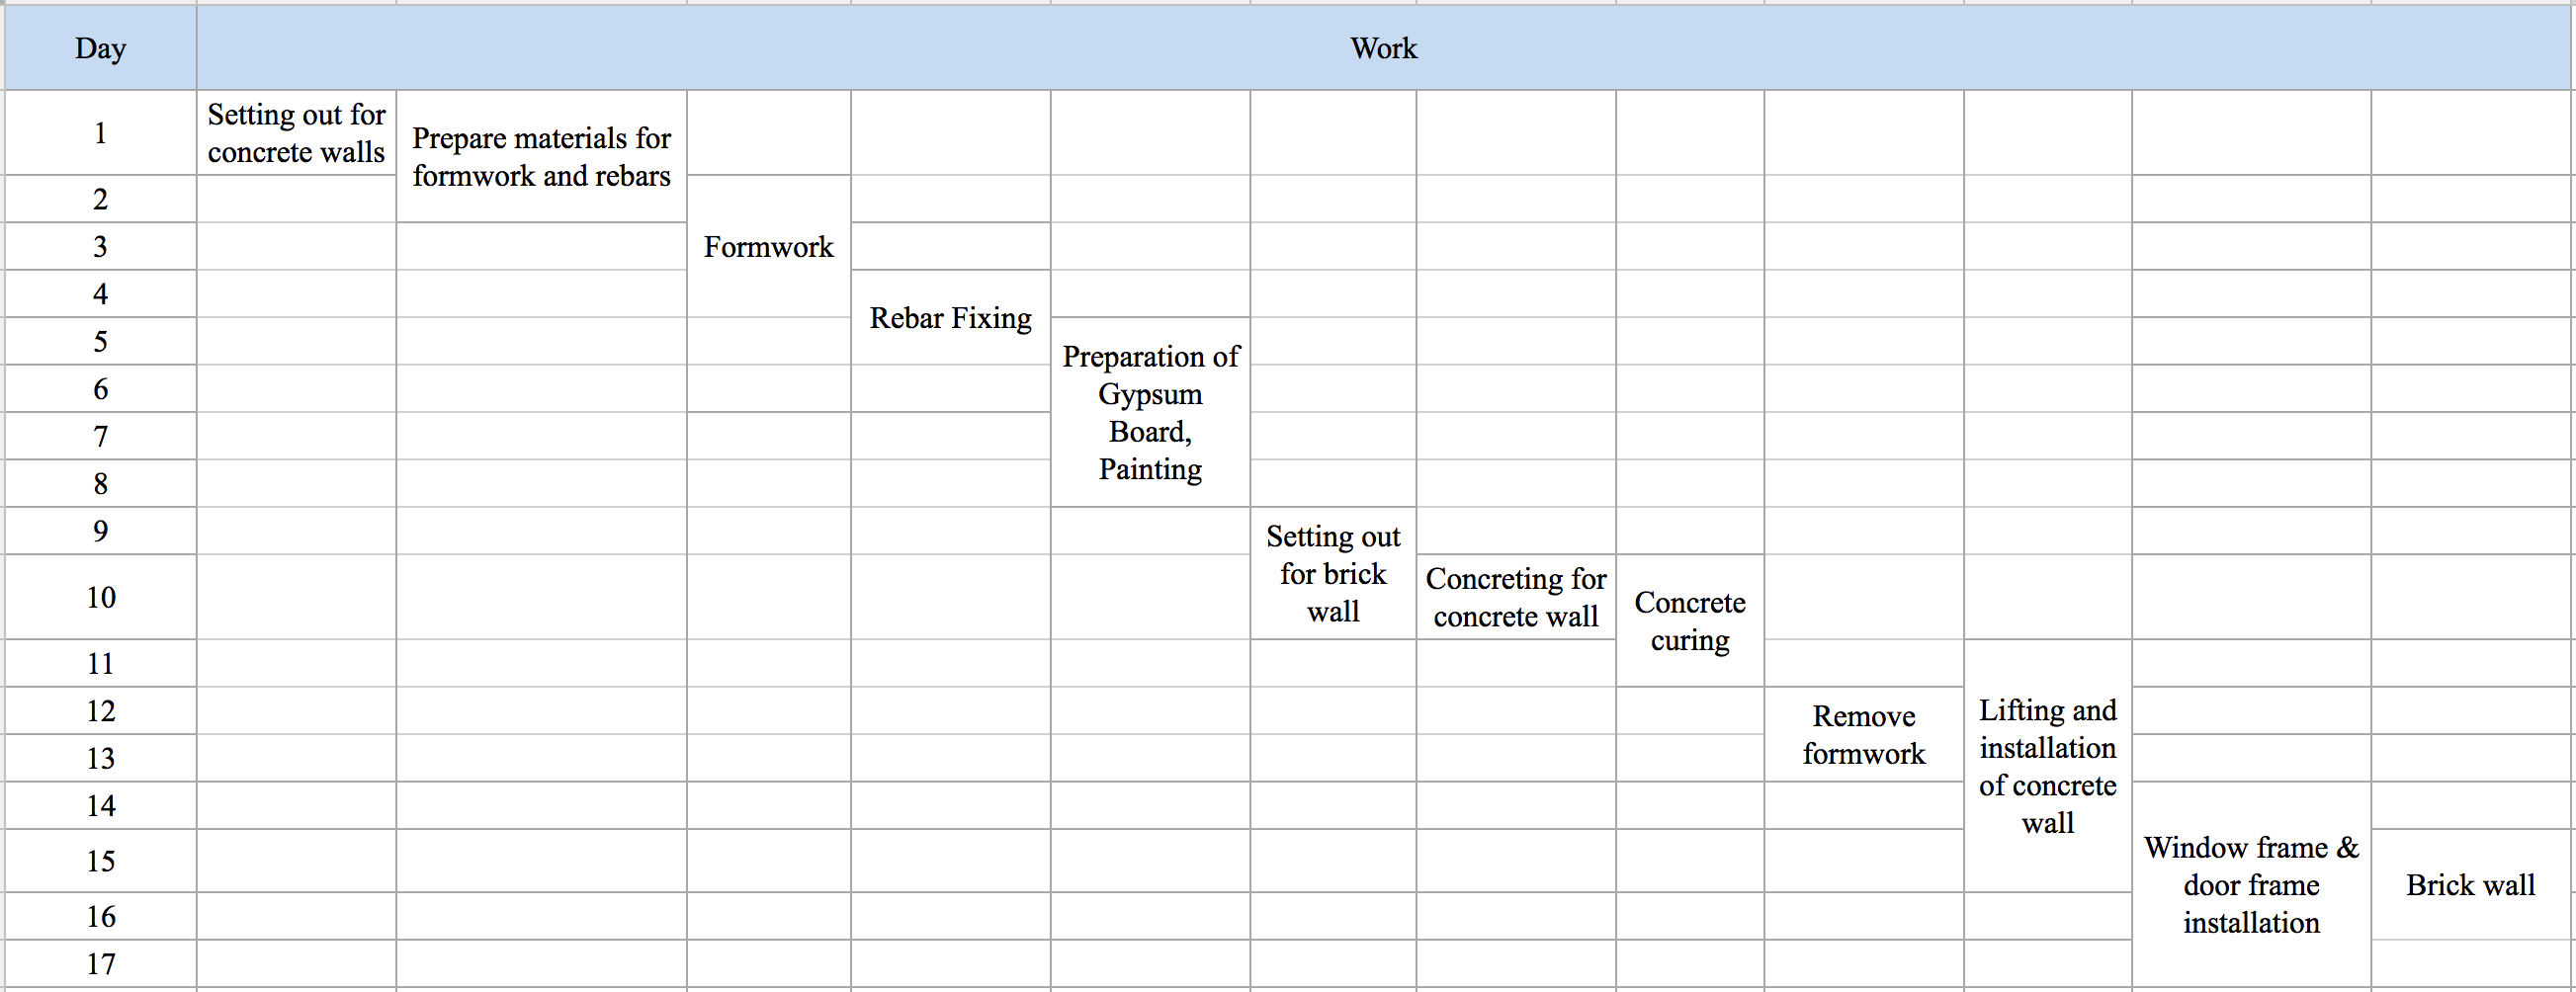 Day
Work
1
Setting out for
concrete walls
Prepare materials for
formwork and rebars
2
Formwork
3
4
Rebar Fixing
5
Preparation of
Gypsum
Board,
Painting
6
7
8
9
Setting out
for brick
wall
10
Concreting for
concrete wall
Concrete
curing
11
Lifting and
installation
of concrete
wall
12
Remove
formwork
13
14
Window frame &
door frame
installation
15
Brick wall
16
17